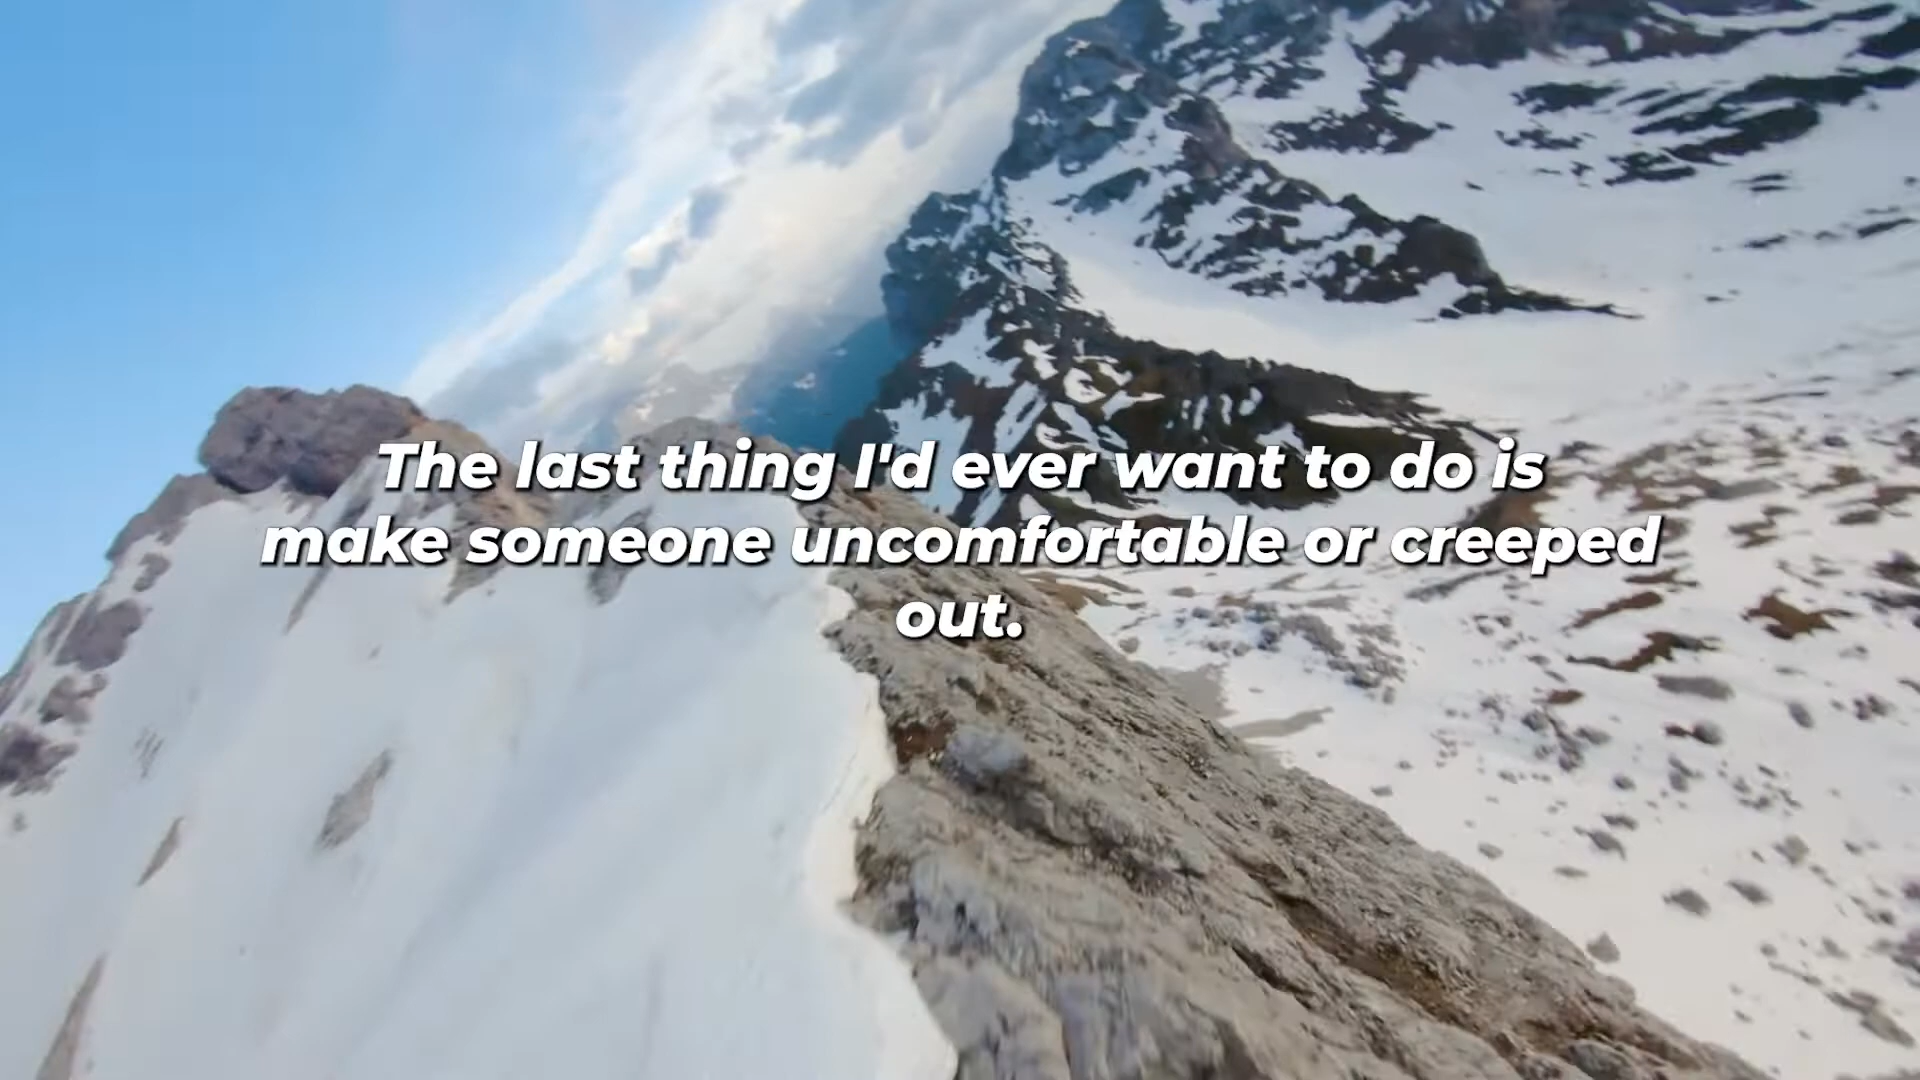 The last thing I'd ever want to do is
make someone uncomfortable or creeped
out.